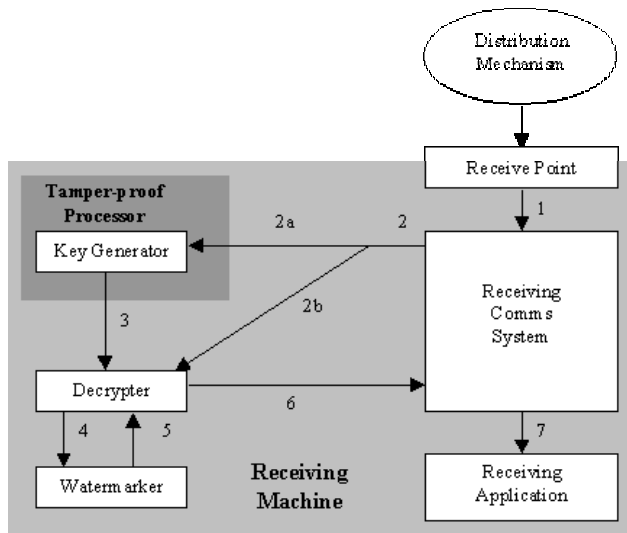 Distribution
Mechanism
Receive Point
Tamper-proof
Processor
1
2a
2
Key Generator
Receiving
Comms
System
3
2b
Decrypter
6
4
5
7
Watermarker
Receiving
Machine
Receiving
Application